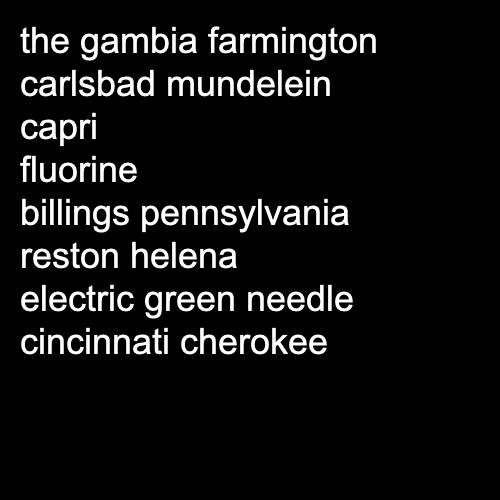 the gambia farmington
carlsbad mundelein
capri
fluorine
billings pennsylvania
reston helena
electric green needle
cincinnati cherokee